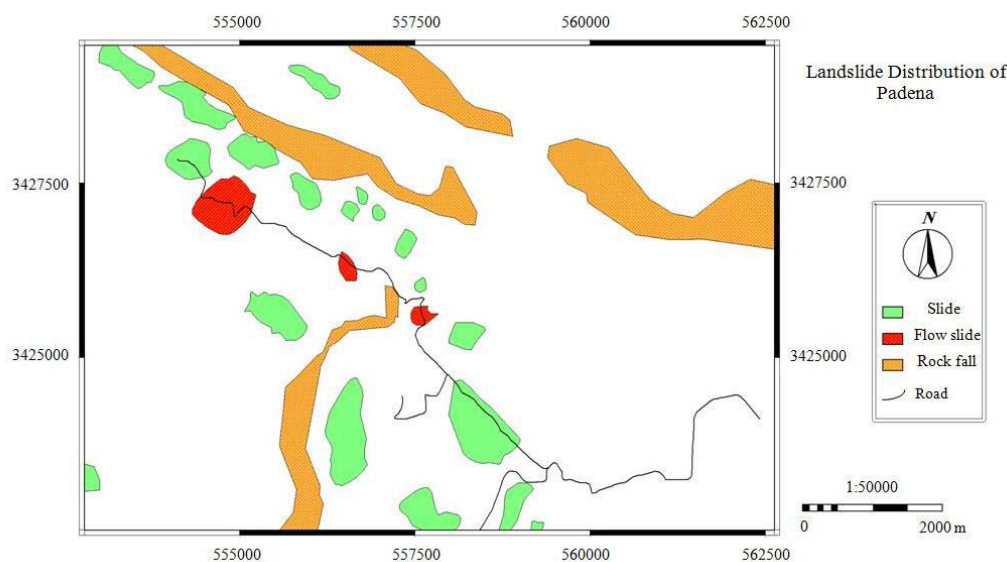 555000 557500 560000 562500
Landslide Distribution of
Padena
3427500 3427500
N
Slide
Flow slide
3425000 3425000
Rock fall
Road
1:50000
0 2000 m
555000 557500 560000 562500